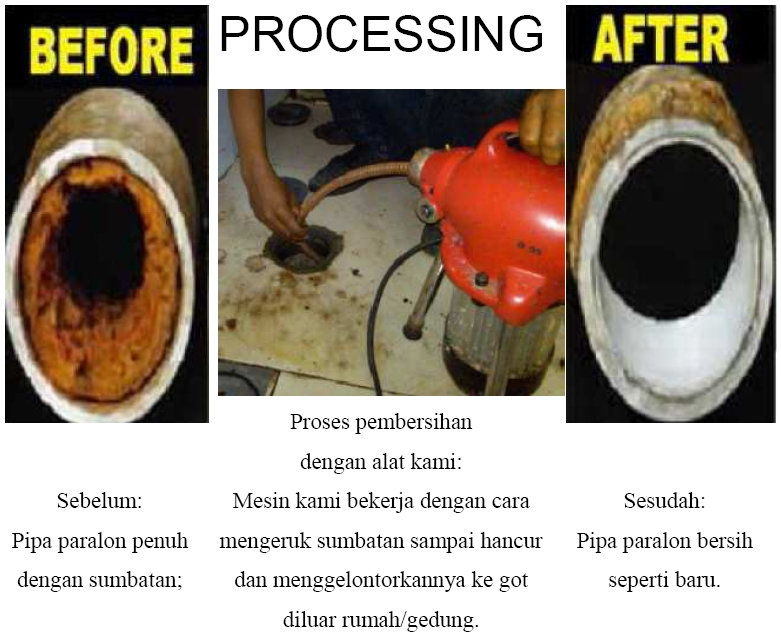 BEFORE
PROCESSING
AFTER
Sebelum:
Pipa paralon penuh
dengan sumbatan;
Proses pembersihan
dengan alat kami:
Mesin kami bekerja dengan cara
mengeruk sumbatan sampai hancur
dan menggelontorkannya ke got
diluar rumah/gedung.
Sesudah:
Pipa paralon bersih
seperti baru.